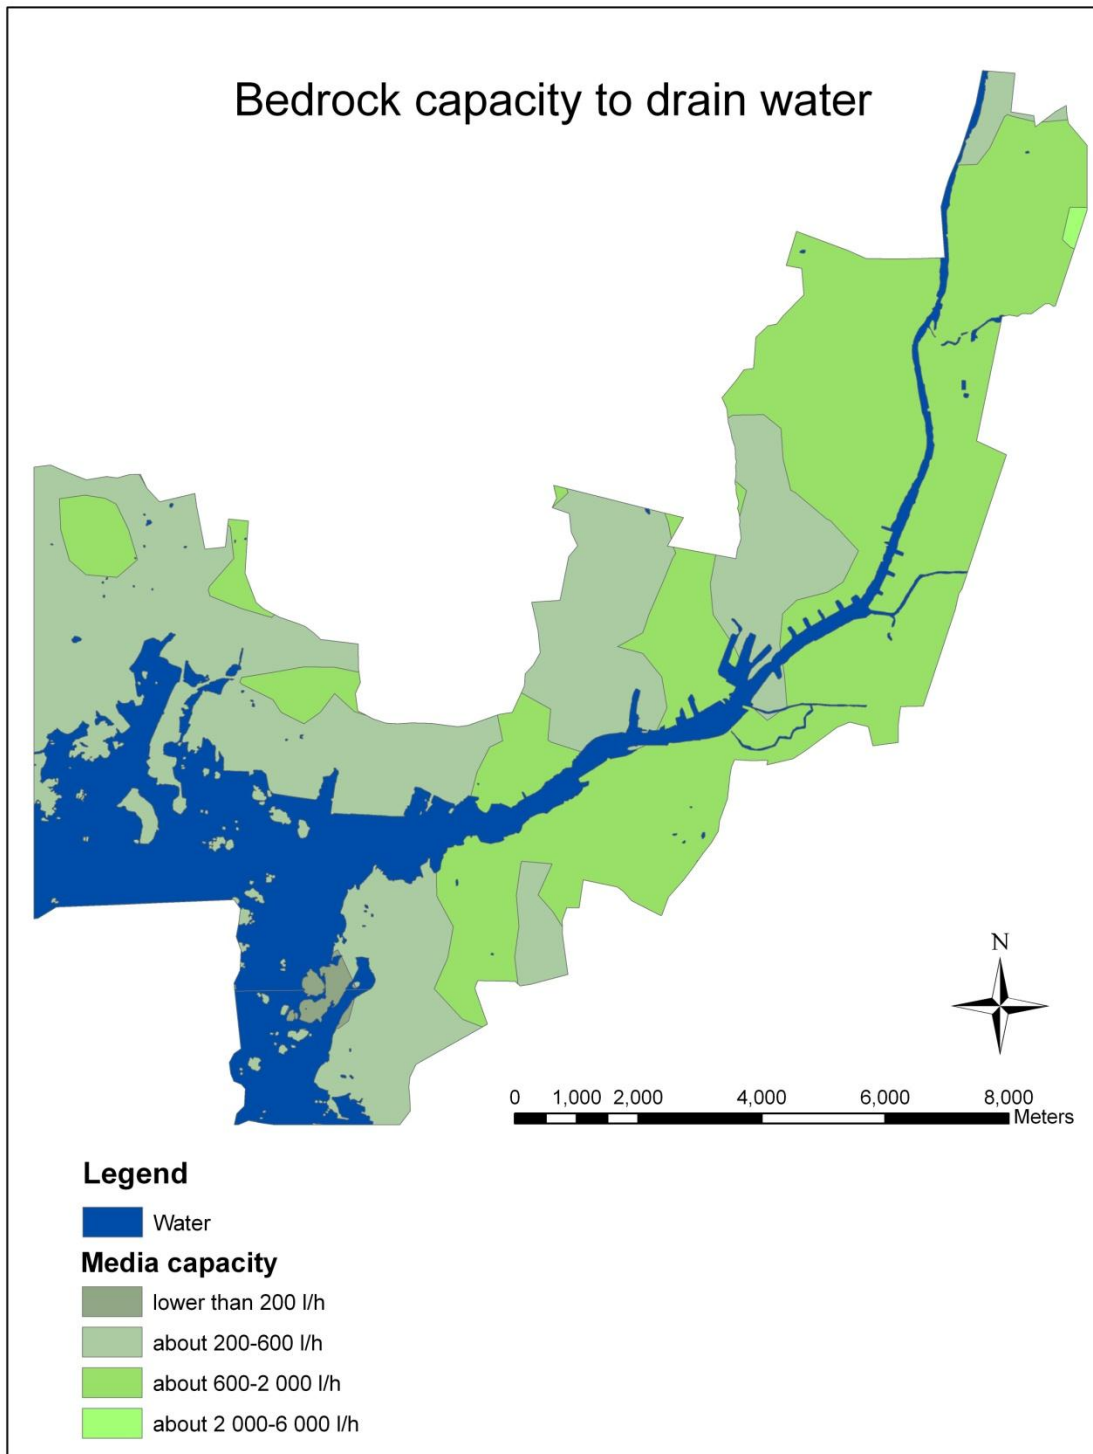 Bedrock capacity to drain water
N
0 1,000 2,000 4,000 6,000 8,000
Meters
Legend
Water
Media capacity
lower than 200 l/h
about 200-600 l/h
about 600-2 000 l/h
about 2 000-6 000 l/h